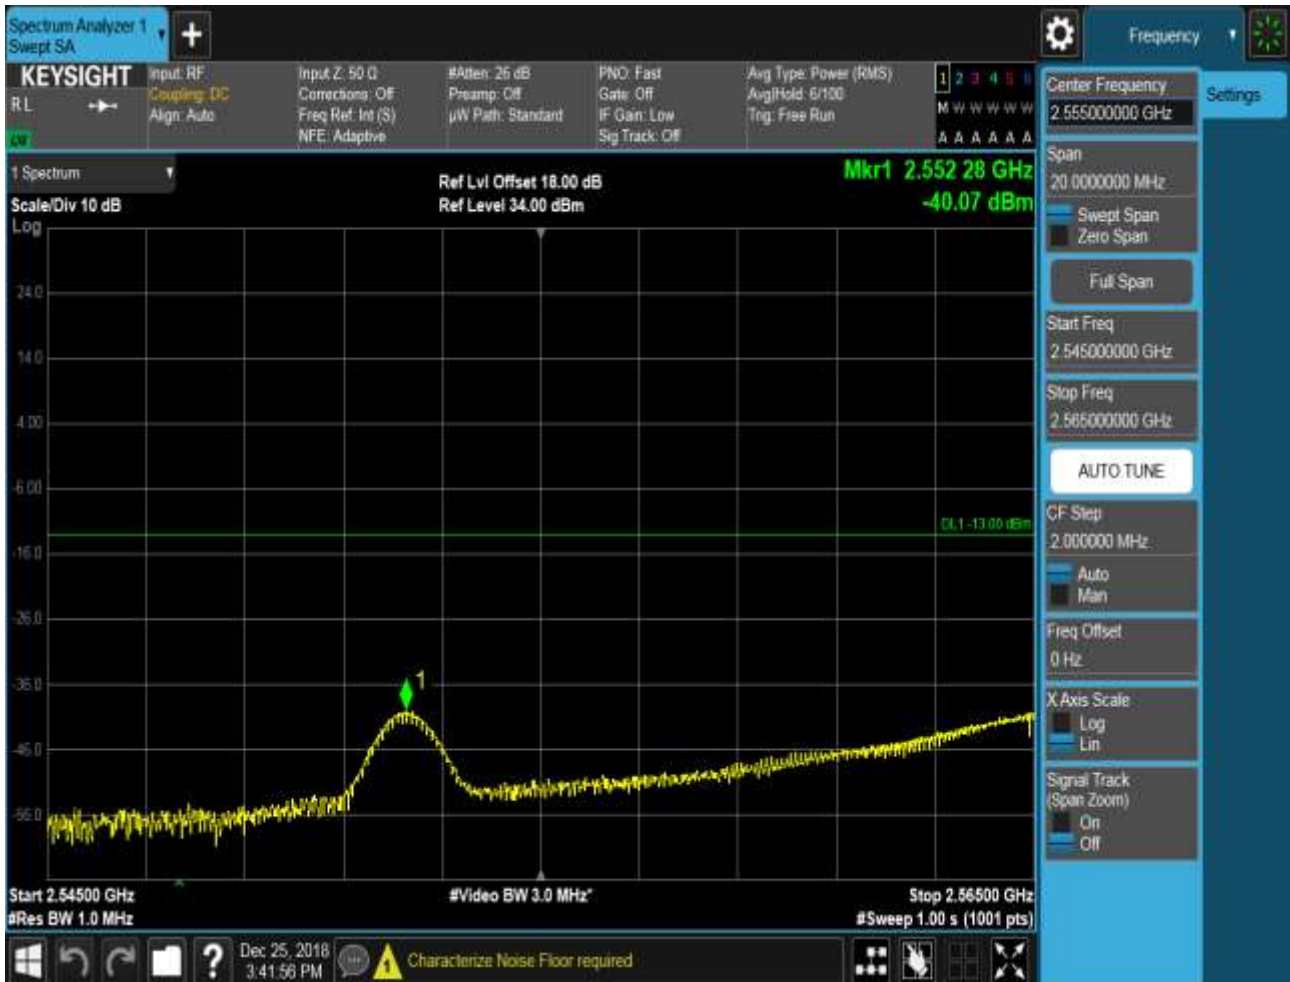 Spectrum Analyzer 1
Swept SA
+
Frequency
KEYSIGHT
RL
Input: RF
Coupling: DC
Align: Auto
Input Z: 50 Ω
Corrections: Off
Freq Ref: Int (S)
NFE: Adaptive
#Atten: 26 dB
Preamp: Off
µW Path: Standard
PNO: Fast
Gate: Off
IF Gain: Low
Sig Track: Off
Avg Type: Power (RMS)
Avg|Hold: 6/100
Trig: Free Run
1 2 3 4 5 6
M W W W W W
A A A A A A
1 Spectrum
Scale/Div 10 dB
Log
Ref Lvl Offset 18.00 dB
Ref Level 34.00 dBm
Mkr1 2.552 28 GHz
-40.07 dBm
24.0
14.0
4.00
-6.00
-16.0
-26.0
-36.0
-46.0
-56.0
DL1 -13.00 dBm
1
Start 2.54500 GHz
#Res BW 1.0 MHz
#Video BW 3.0 MHz*
Stop 2.56500 GHz
#Sweep 1.00 s (1001 pts)
Center Frequency
2.555000000 GHz
Settings
Span
20.0000000 MHz
Swept Span
Zero Span
Full Span
Start Freq
2.545000000 GHz
Stop Freq
2.565000000 GHz
AUTO TUNE
CF Step
2.000000 MHz
Auto
Man
Freq Offset
0 Hz
X Axis Scale
Log
Lin
Signal Track
(Span Zoom)
On
Off
?
Dec 25, 2018
3:41:56 PM
1
Characterize Noise Floor required